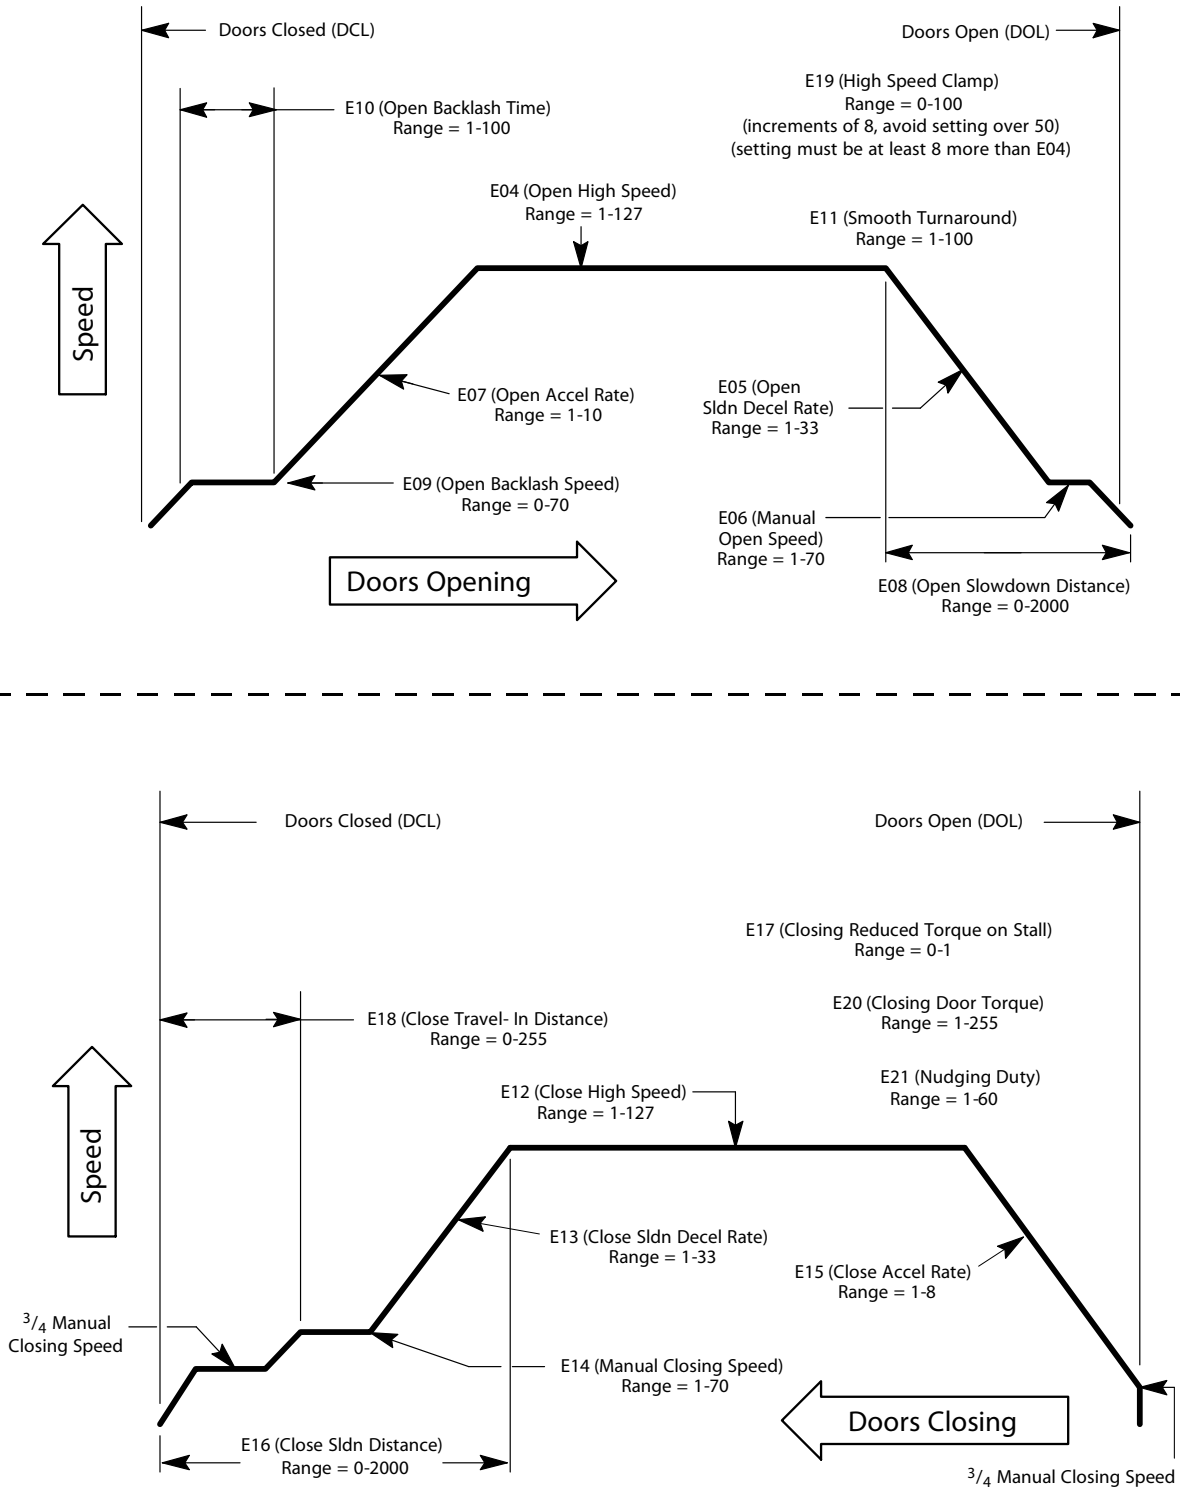 Doors Closed (DCL)
Doors Open (DOL)
E19 (High Speed Clamp)
Range = 0-100
(increments of 8, avoid setting over 50)
(setting must be at least 8 more than E04)
E10 (Open Backlash Time)
Range = 1-100
E04 (Open High Speed)
Range = 1-127
E11 (Smooth Turnaround)
Range = 1-100
Speed
E07 (Open Accel Rate)
Range = 1-10
E05 (Open
Sldn Decel Rate)
Range = 1-33
E09 (Open Backlash Speed)
Range = 0-70
E06 (Manual
Open Speed)
Range = 1-70
Doors Opening
E08 (Open Slowdown Distance)
Range = 0-2000
Doors Closed (DCL)
Doors Open (DOL)
E17 (Closing Reduced Torque on Stall)
Range = 0-1
E18 (Close Travel- In Distance)
Range = 0-255
E20 (Closing Door Torque)
Range = 1-255
E12 (Close High Speed)
Range = 1-127
E21 (Nudging Duty)
Range = 1-60
Speed
E13 (Close Sldn Decel Rate)
Range = 1-33
E15 (Close Accel Rate)
Range = 1-8
3/4 Manual
Closing Speed
E14 (Manual Closing Speed)
Range = 1-70
Doors Closing
E16 (Close Sldn Distance)
Range = 0-2000
3/4 Manual Closing Speed